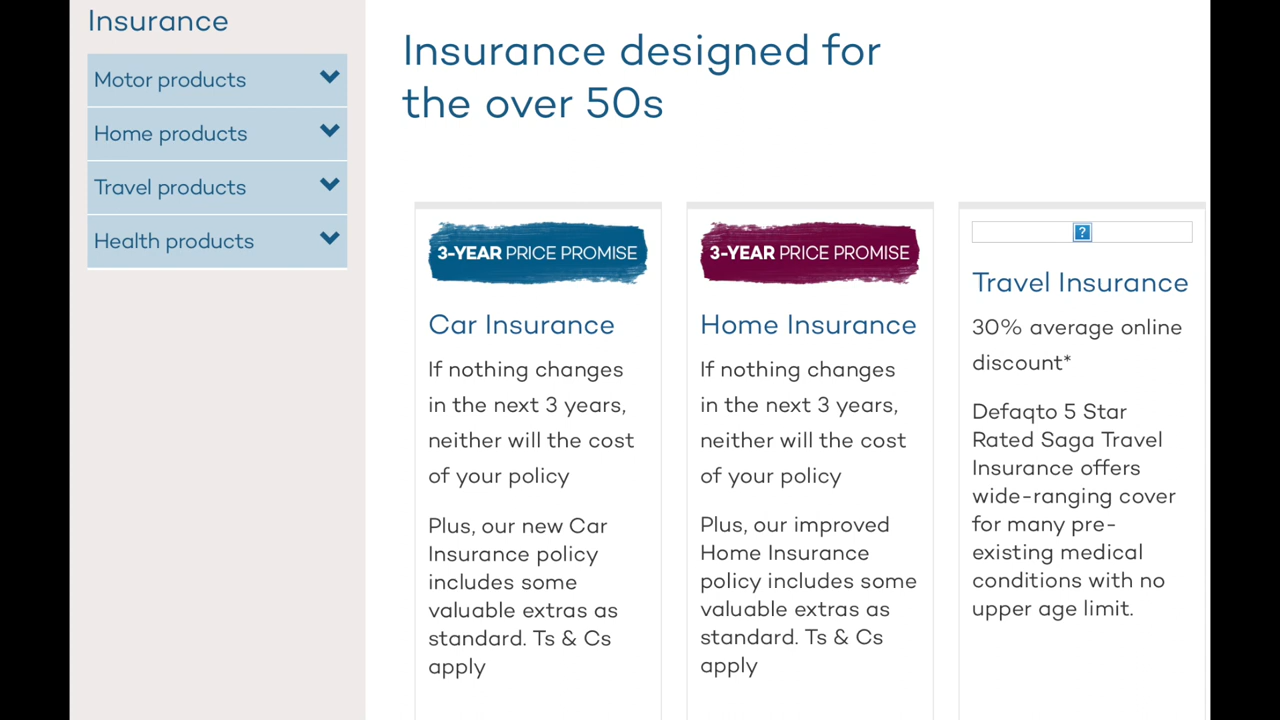 Insurance
Motor products
Home products
Travel products
Health products
Insurance designed for
the over 50s
3-YEAR PRICE PROMISE
Car Insurance
If nothing changes
in the next 3 years,
neither will the cost
of your policy
Plus, our new Car
Insurance policy
includes some
valuable extras as
standard. Ts & Cs
apply
3-YEAR PRICE PROMISE
Home Insurance
If nothing changes
in the next 3 years,
neither will the cost
of your policy
Plus, our improved
Home Insurance
policy includes some
valuable extras as
standard. Ts & Cs
apply
?
Travel Insurance
30% average online
discount*
Defaqto 5 Star
Rated Saga Travel
Insurance offers
wide-ranging cover
for many pre-
existing medical
conditions with no
upper age limit.